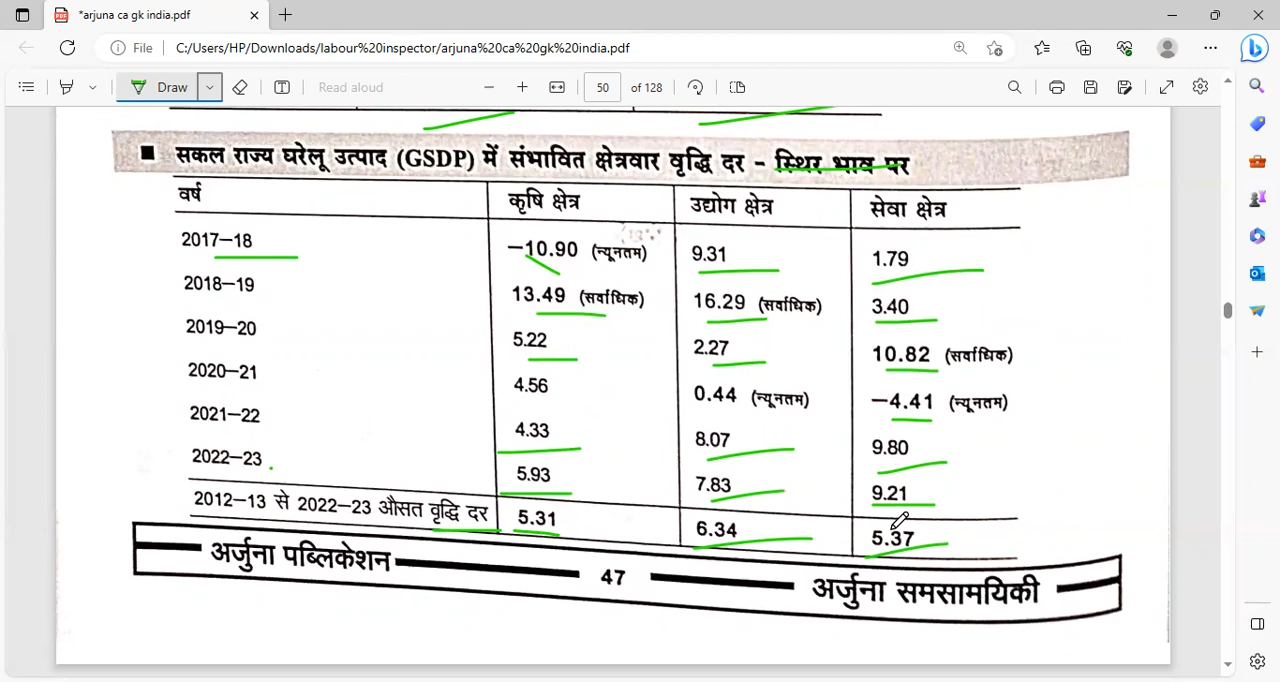 *arjuna ca gk india.pdf
File C:/Users/HP/Downloads/labour%20inspector/arjuna%20ca%20gk%20india.pdf
Draw Read aloud 50 of 128
■ सकल राज्य घरेलू उत्पाद (GSDP) में संभावित क्षेत्रवार वृद्धि दर - स्थिर भाव पर
वर्ष कृषि क्षेत्र उद्योग क्षेत्र सेवा क्षेत्र
2017-18 -10.90 (न्यूनतम) 9.31 1.79
2018-19 13.49 (सर्वाधिक) 16.29 (सर्वाधिक) 3.40
2019-20 5.22 2.27 10.82 (सर्वाधिक)
2020-21 4.56 0.44 (न्यूनतम) -4.41 (न्यूनतम)
2021-22 4.33 8.07 9.80
2022-23 5.93 7.83 9.21
2012-13 से 2022-23 औसत वृद्धि दर 5.31 6.34 5.37
अर्जुना पब्लिकेशन 47 अर्जुना समसामयिकी